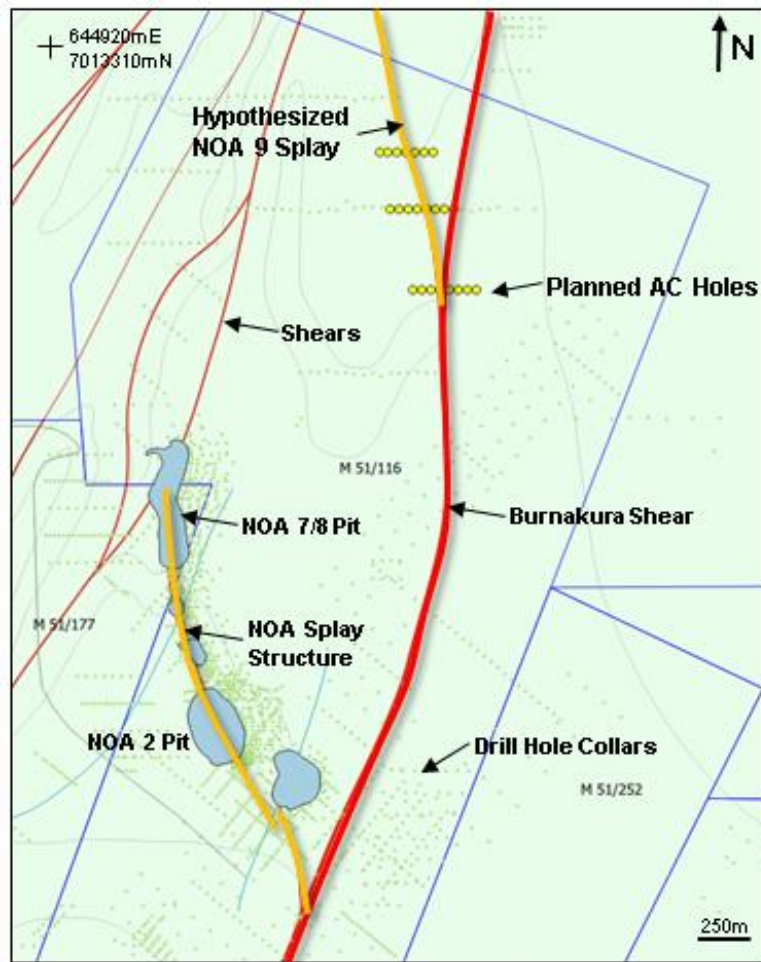 644920mE
7013310mN
N
Hypothesized
NOA 9 Splay
Planned AC Holes
Shears
M 51/116
NOA 7/8 Pit
Burnakura Shear
M 51/177
NOA Splay
Structure
NOA 2 Pit
Drill Hole Collars
M 51/252
250m